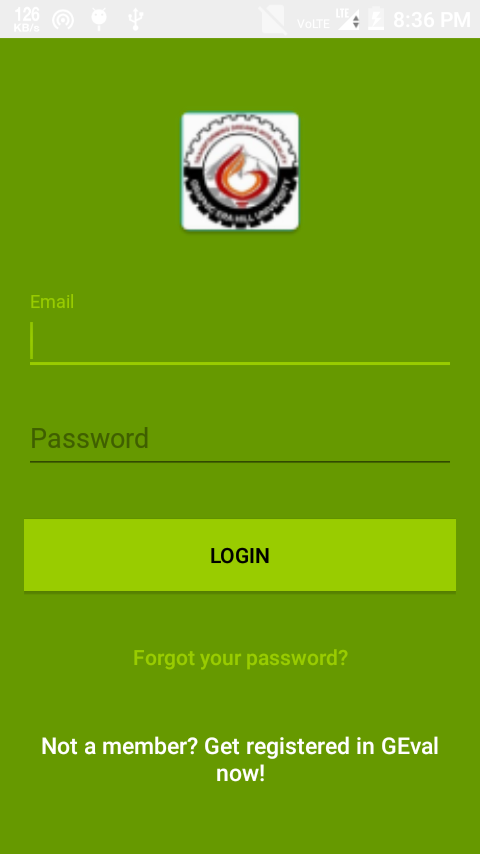 126
KB/s
VoLTE
LTE
8:36 PM
GRAPHIC ERA HILL UNIVERSITY
Email
Password
LOGIN
Forgot your password?
Not a member? Get registered in GEval
now!